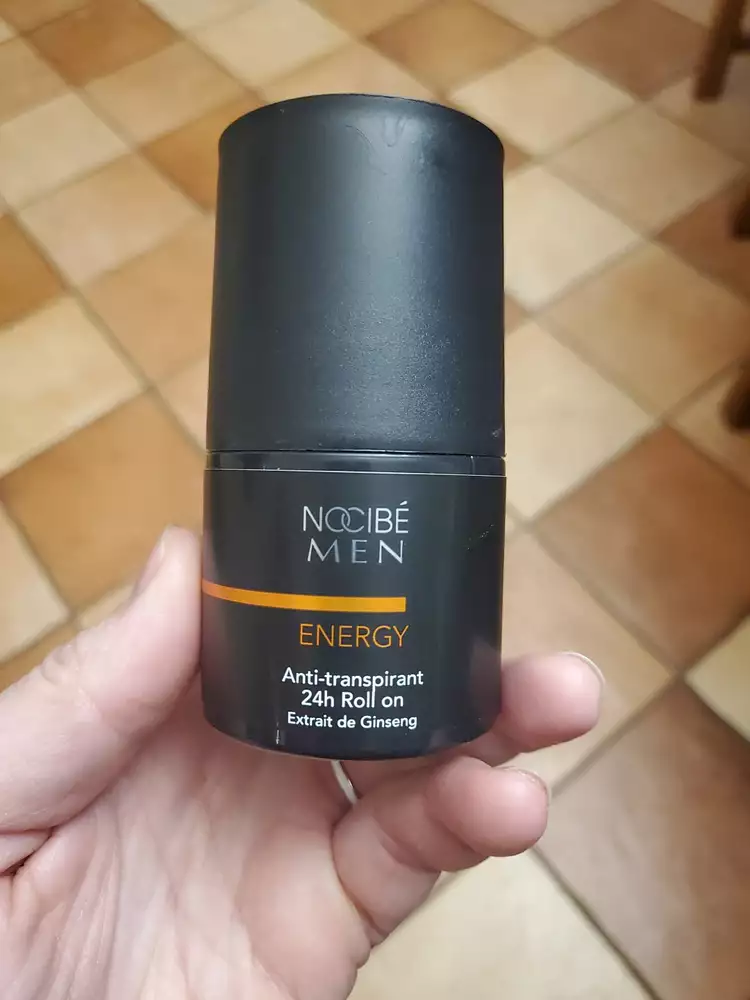 NOCIBÉ
MEN
ENERGY
Anti-transpirant
24h Roll on
Extrait de Ginseng